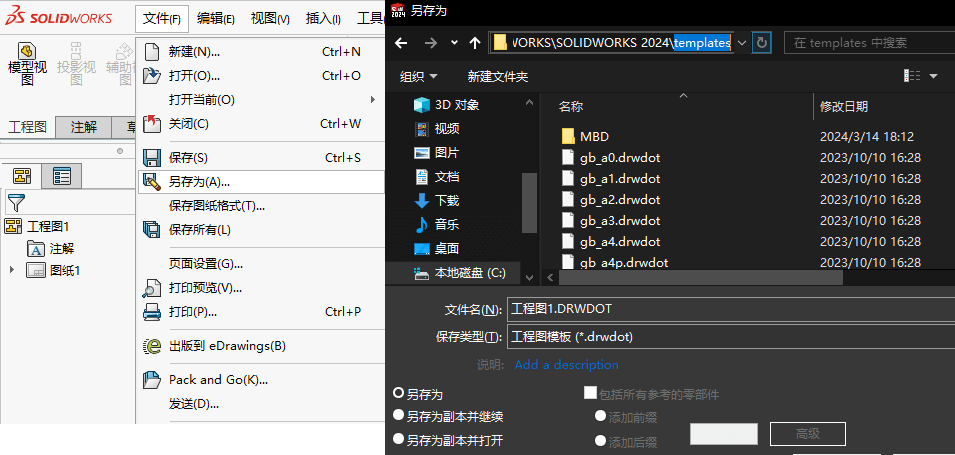 SOLIDWORKS 文件(F) 编辑(E) 视图(V) 插入(I) 工具
模型视图 投影视图 辅助
工程图 注解
工程图1
注解
图纸1
新建(N)... Ctrl+N
打开(O)... Ctrl+O
打开当前(O)
关闭(C) Ctrl+W
保存(S) Ctrl+S
另存为(A)...
保存图纸格式(T)...
保存所有(L)
页面设置(G)...
打印预览(V)...
打印(P)... Ctrl+P
出版到 eDrawings(B)
Pack and Go(K)...
发送(D)...
2024 另存为
WORKS\SOLIDWORKS 2024\templates 在 templates 中搜索
组织 新建文件夹
3D 对象
视频
图片
文档
下载
音乐
桌面
本地磁盘 (C:)
名称 修改日期
MBD 2024/3/14 18:12
gb_a0.drwdot 2023/10/10 16:28
gb_a1.drwdot 2023/10/10 16:28
gb_a2.drwdot 2023/10/10 16:28
gb_a3.drwdot 2023/10/10 16:28
gb_a4.drwdot 2023/10/10 16:28
gb_a4p.drwdot 2023/10/10 16:28
文件名(N): 工程图1.DRWDOT
保存类型(T): 工程图模板 (*.drwdot)
说明: Add a description
另存为 包括所有参考的零部件
另存为副本并继续 添加前缀
另存为副本并打开 添加后缀 高级